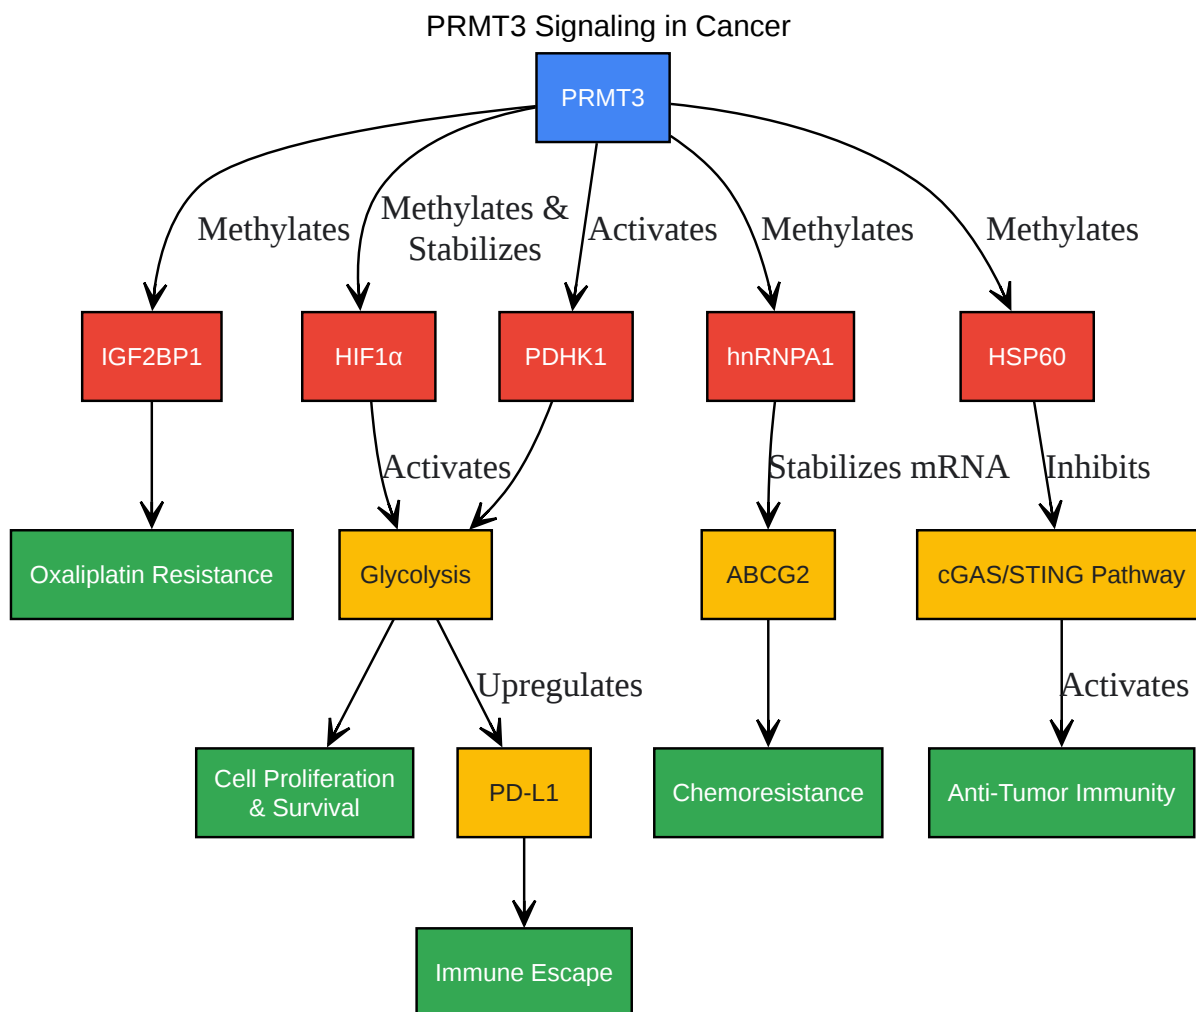 PRMT3 Signaling in Cancer
PRMT3
Methylates
Methylates &
Stabilizes
Activates
Methylates
Methylates
IGF2BP1
HIF1α
PDHK1
hnRNPA1
HSP60
Activates
Stabilizes mRNA
Inhibits
Oxaliplatin Resistance
Glycolysis
ABCG2
cGAS/STING Pathway
Upregulates
Activates
Cell Proliferation
& Survival
PD-L1
Chemoresistance
Anti-Tumor Immunity
Immune Escape